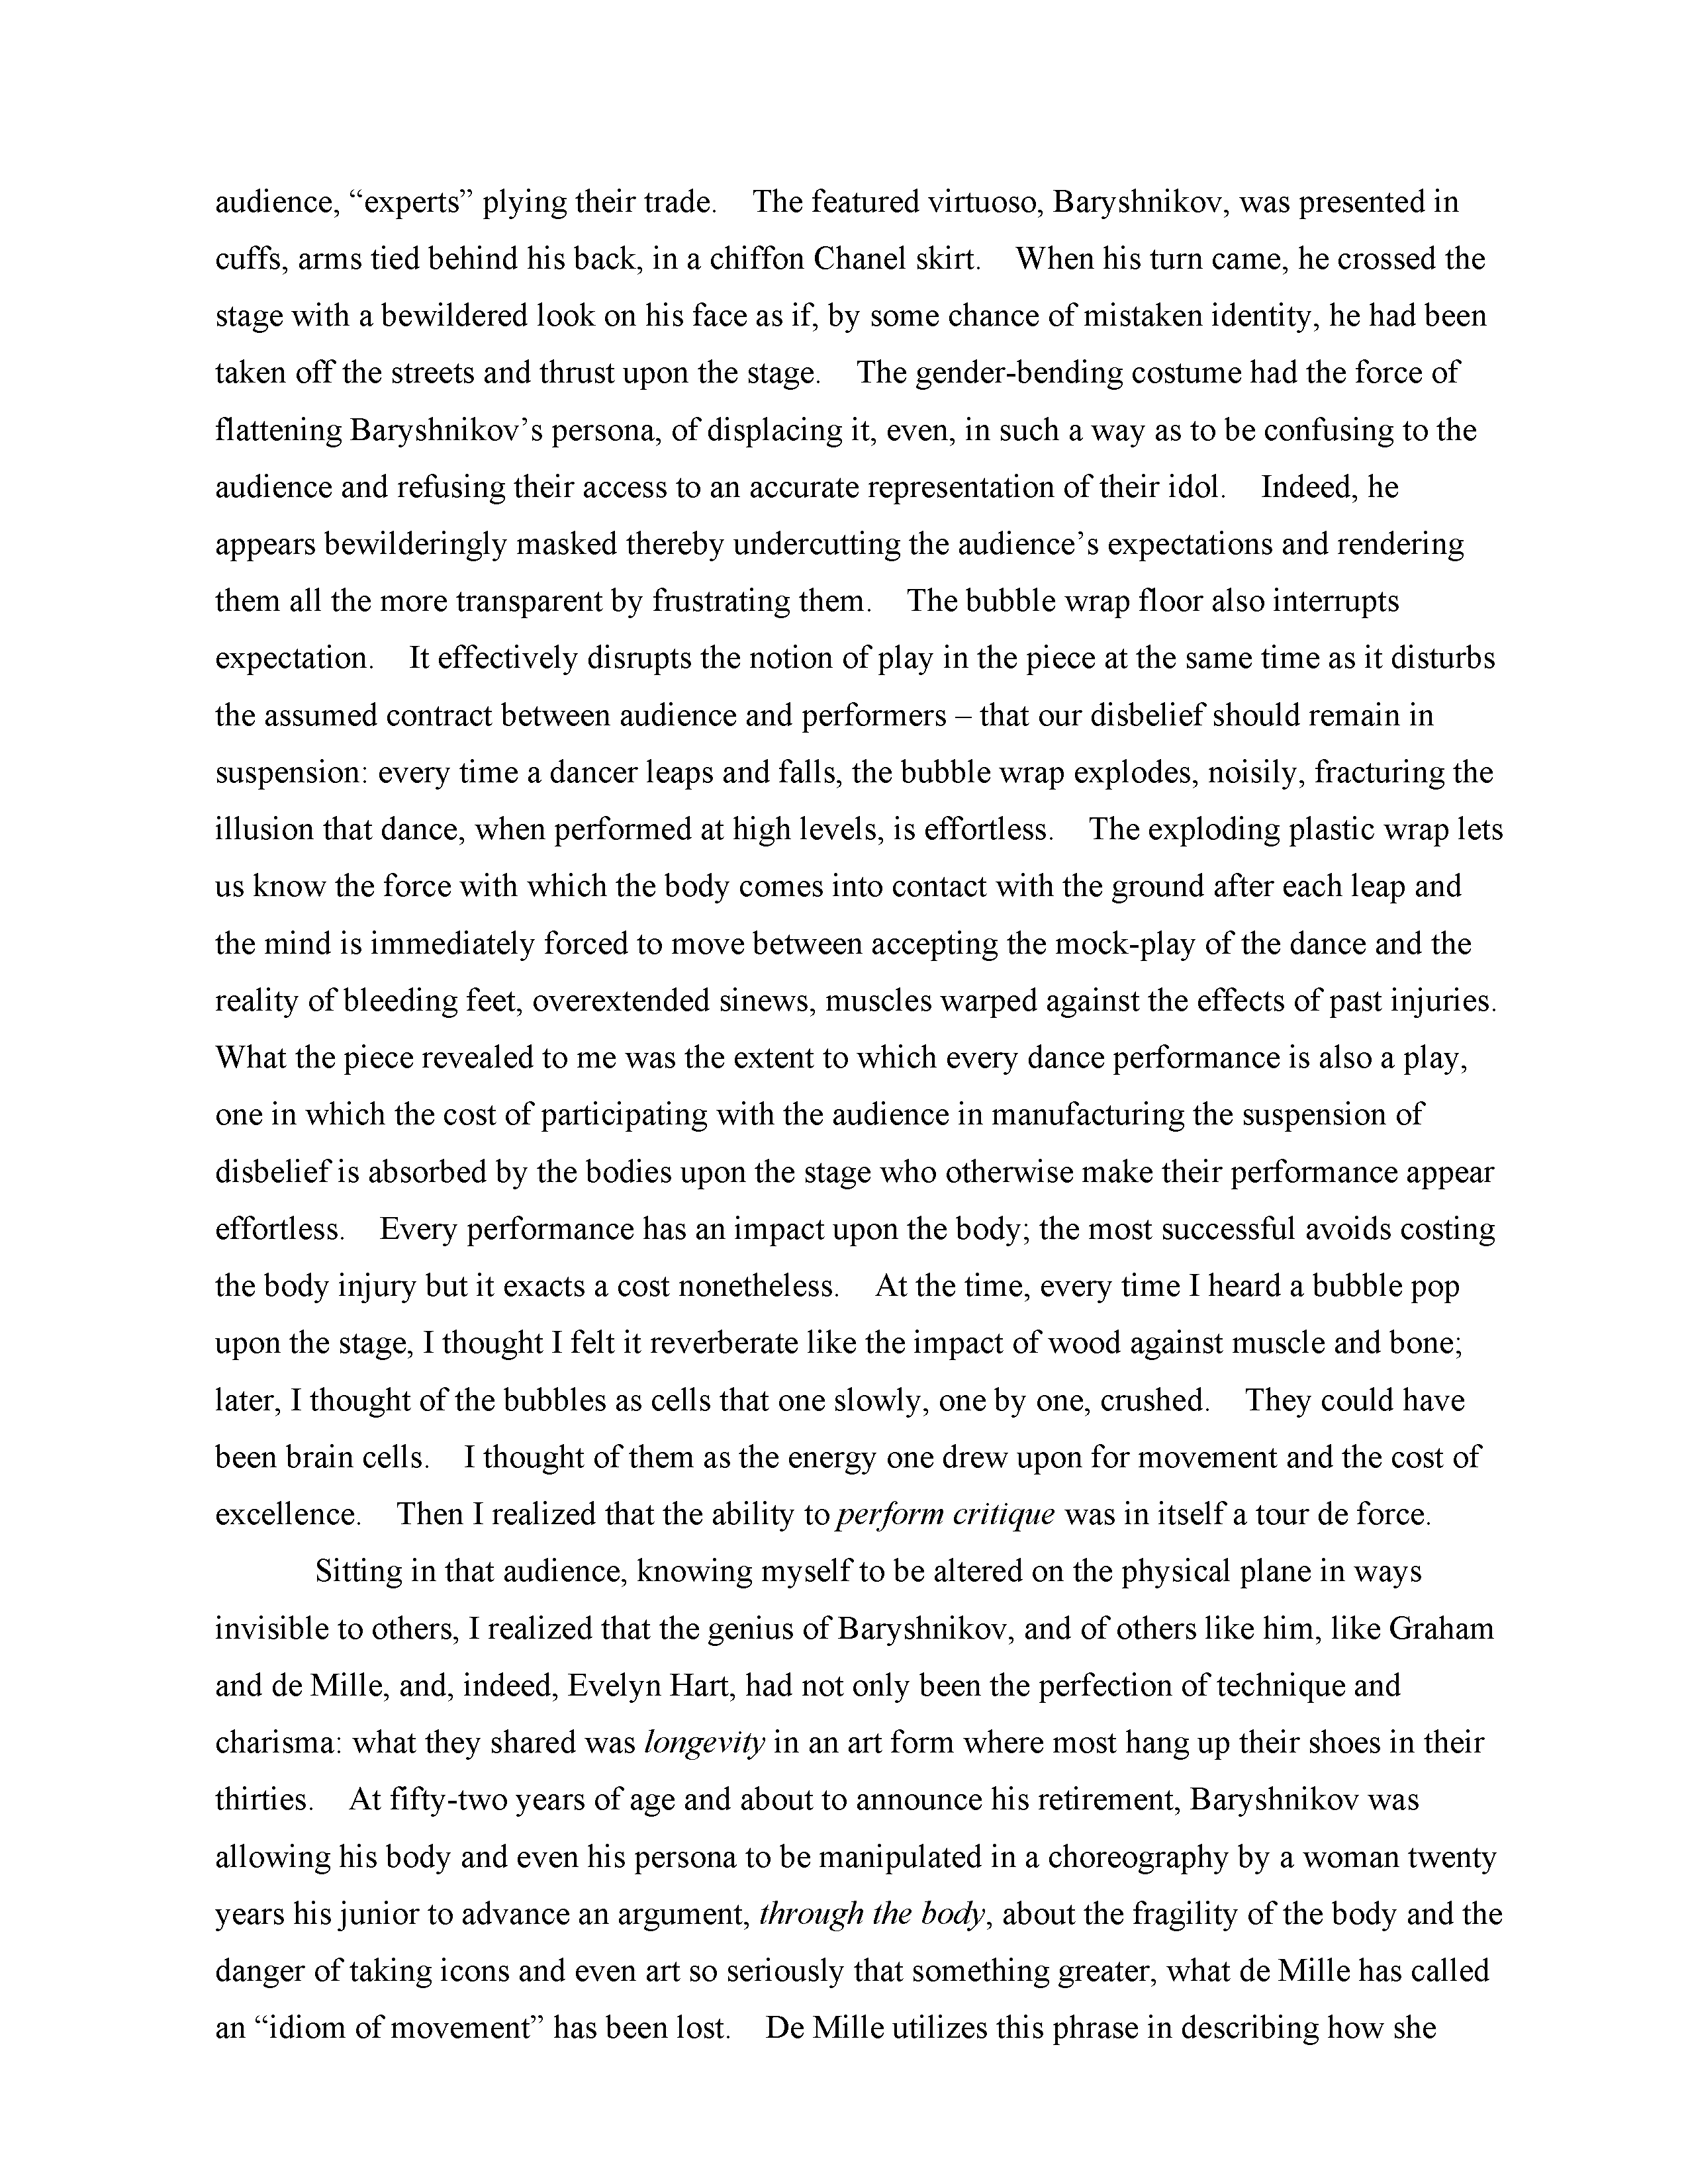 audience, “experts” plying their trade.    The featured virtuoso, Baryshnikov, was presented in
cuffs, arms tied behind his back, in a chiffon Chanel skirt.    When his turn came, he crossed the
stage with a bewildered look on his face as if, by some chance of mistaken identity, he had been
taken off the streets and thrust upon the stage.    The gender-bending costume had the force of
flattening Baryshnikov’s persona, of displacing it, even, in such a way as to be confusing to the
audience and refusing their access to an accurate representation of their idol.    Indeed, he
appears bewilderingly masked thereby undercutting the audience’s expectations and rendering
them all the more transparent by frustrating them.    The bubble wrap floor also interrupts
expectation.    It effectively disrupts the notion of play in the piece at the same time as it disturbs
the assumed contract between audience and performers – that our disbelief should remain in
suspension: every time a dancer leaps and falls, the bubble wrap explodes, noisily, fracturing the
illusion that dance, when performed at high levels, is effortless.    The exploding plastic wrap lets
us know the force with which the body comes into contact with the ground after each leap and
the mind is immediately forced to move between accepting the mock-play of the dance and the
reality of bleeding feet, overextended sinews, muscles warped against the effects of past injuries.
What the piece revealed to me was the extent to which every dance performance is also a play,
one in which the cost of participating with the audience in manufacturing the suspension of
disbelief is absorbed by the bodies upon the stage who otherwise make their performance appear
effortless.    Every performance has an impact upon the body; the most successful avoids costing
the body injury but it exacts a cost nonetheless.    At the time, every time I heard a bubble pop
upon the stage, I thought I felt it reverberate like the impact of wood against muscle and bone;
later, I thought of the bubbles as cells that one slowly, one by one, crushed.    They could have
been brain cells.    I thought of them as the energy one drew upon for movement and the cost of
excellence.    Then I realized that the ability to perform critique was in itself a tour de force.
Sitting in that audience, knowing myself to be altered on the physical plane in ways
invisible to others, I realized that the genius of Baryshnikov, and of others like him, like Graham
and de Mille, and, indeed, Evelyn Hart, had not only been the perfection of technique and
charisma: what they shared was longevity in an art form where most hang up their shoes in their
thirties.    At fifty-two years of age and about to announce his retirement, Baryshnikov was
allowing his body and even his persona to be manipulated in a choreography by a woman twenty
years his junior to advance an argument, through the body, about the fragility of the body and the
danger of taking icons and even art so seriously that something greater, what de Mille has called
an “idiom of movement” has been lost.    De Mille utilizes this phrase in describing how she